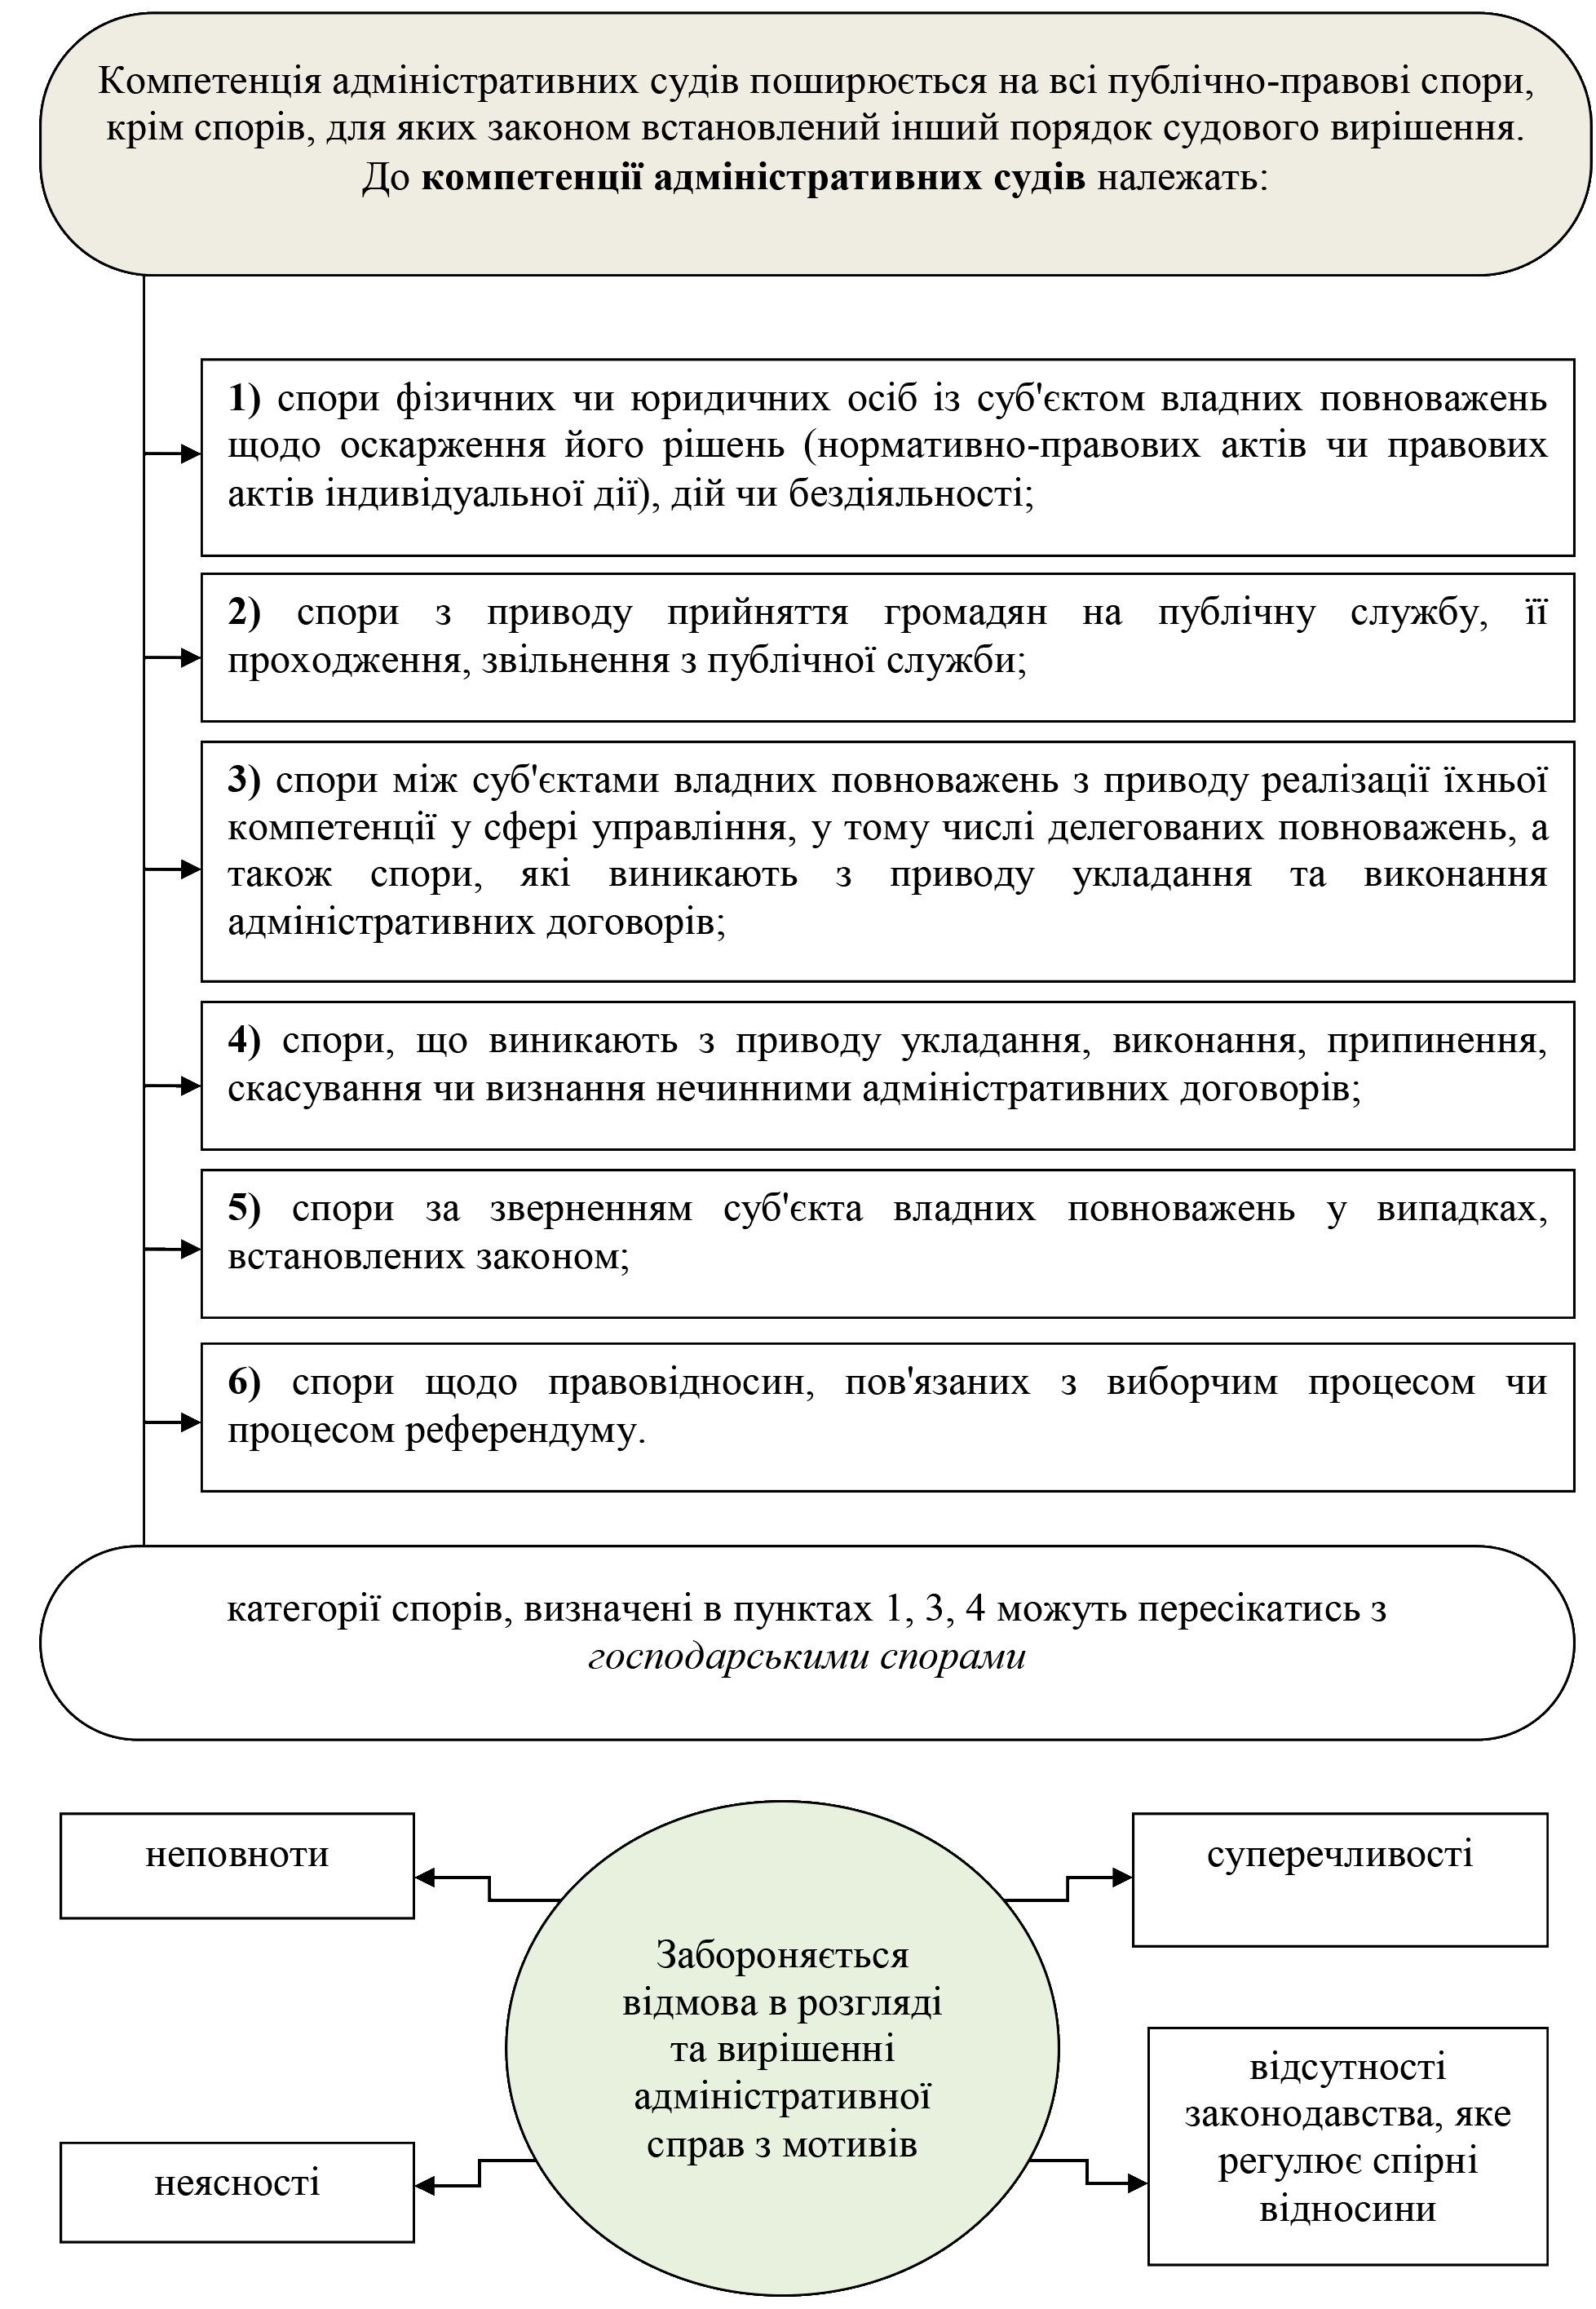 Компетенція адміністративних судів поширюється на всі публічно-правові спори,
крім спорів, для яких законом встановлений інший порядок судового вирішення.
До компетенції адміністративних судів належать:
1) спори фізичних чи юридичних осіб із суб'єктом владних повноважень
щодо оскарження його рішень (нормативно-правових актів чи правових
актів індивідуальної дії), дій чи бездіяльності;
2) спори з приводу прийняття громадян на публічну службу, її
проходження, звільнення з публічної служби;
3) спори між суб'єктами владних повноважень з приводу реалізації їхньої
компетенції у сфері управління, у тому числі делегованих повноважень, а
також спори, які виникають з приводу укладання та виконання
адміністративних договорів;
4) спори, що виникають з приводу укладання, виконання, припинення,
скасування чи визнання нечинними адміністративних договорів;
5) спори за зверненням суб'єкта владних повноважень у випадках,
встановлених законом;
6) спори щодо правовідносин, пов'язаних з виборчим процесом чи
процесом референдуму.
категорії спорів, визначені в пунктах 1, 3, 4 можуть пересікатись з
господарськими спорами
неповноти
суперечливості
Забороняється
відмова в розгляді
та вирішенні
адміністративної
справ з мотивів
неясності
відсутності
законодавства, яке
регулює спірні
відносини